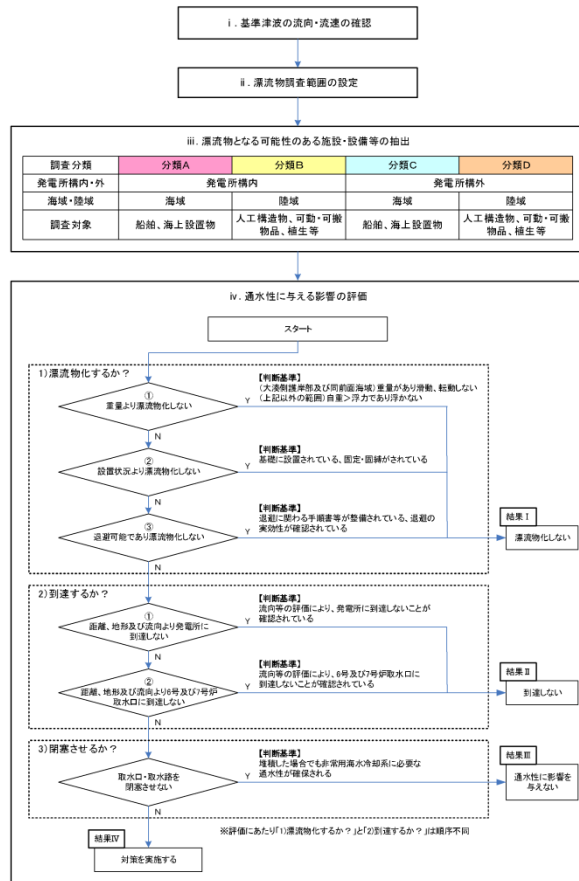 ⅰ．基準津波の流向・流速の確認
ⅱ．漂流物調査範囲の設定
ⅲ．漂流物となる可能性のある施設・設備等の抽出
調査分類 分類A 分類B 分類C 分類D
発電所構内・外 発電所構内 発電所構外
海域・陸域 海域 陸域 海域 陸域
調査対象 船舶、海上設置物 人工構造物、可動・可搬物品、植生等 船舶、海上設置物 人工構造物、可動・可搬物品、植生等
ⅳ．通水性に与える影響の評価
スタート
1)漂流物化するか？
①
重量より漂流物化しない
Y
N
【判断基準】
(大湊側護岸部及び同前面海域)重量があり滑動、転動しない
(上記以外の範囲)自重＞浮力であり浮かない
②
設置状況より漂流物化しない
Y
N
【判断基準】
基礎に設置されている、固定・固縛がされている
③
退避可能であり漂流物化しない
Y
N
【判断基準】
退避に関わる手順書等が整備されている、退避の
実効性が確認されている
結果Ⅰ
漂流物化しない
2)到達するか？
①
距離、地形及び流向より発電所に
到達しない
Y
N
【判断基準】
流向等の評価により、発電所に到達しないことが
確認されている
②
距離、地形及び流向より6号及び7号炉
取水口に到達しない
Y
N
【判断基準】
流向等の評価により、6号及び7号炉取水口に
到達しないことが確認されている
結果Ⅱ
到達しない
3)閉塞させるか？
取水口・取水路を
閉塞させない
Y
N
【判断基準】
堆積した場合でも非常用海水冷却系に必要な
通水性が確保される
結果Ⅲ
通水性に影響を
与えない
※評価にあたり「1)漂流物化するか？」と「2)到達するか？」は順序不同
結果Ⅳ
対策を実施する